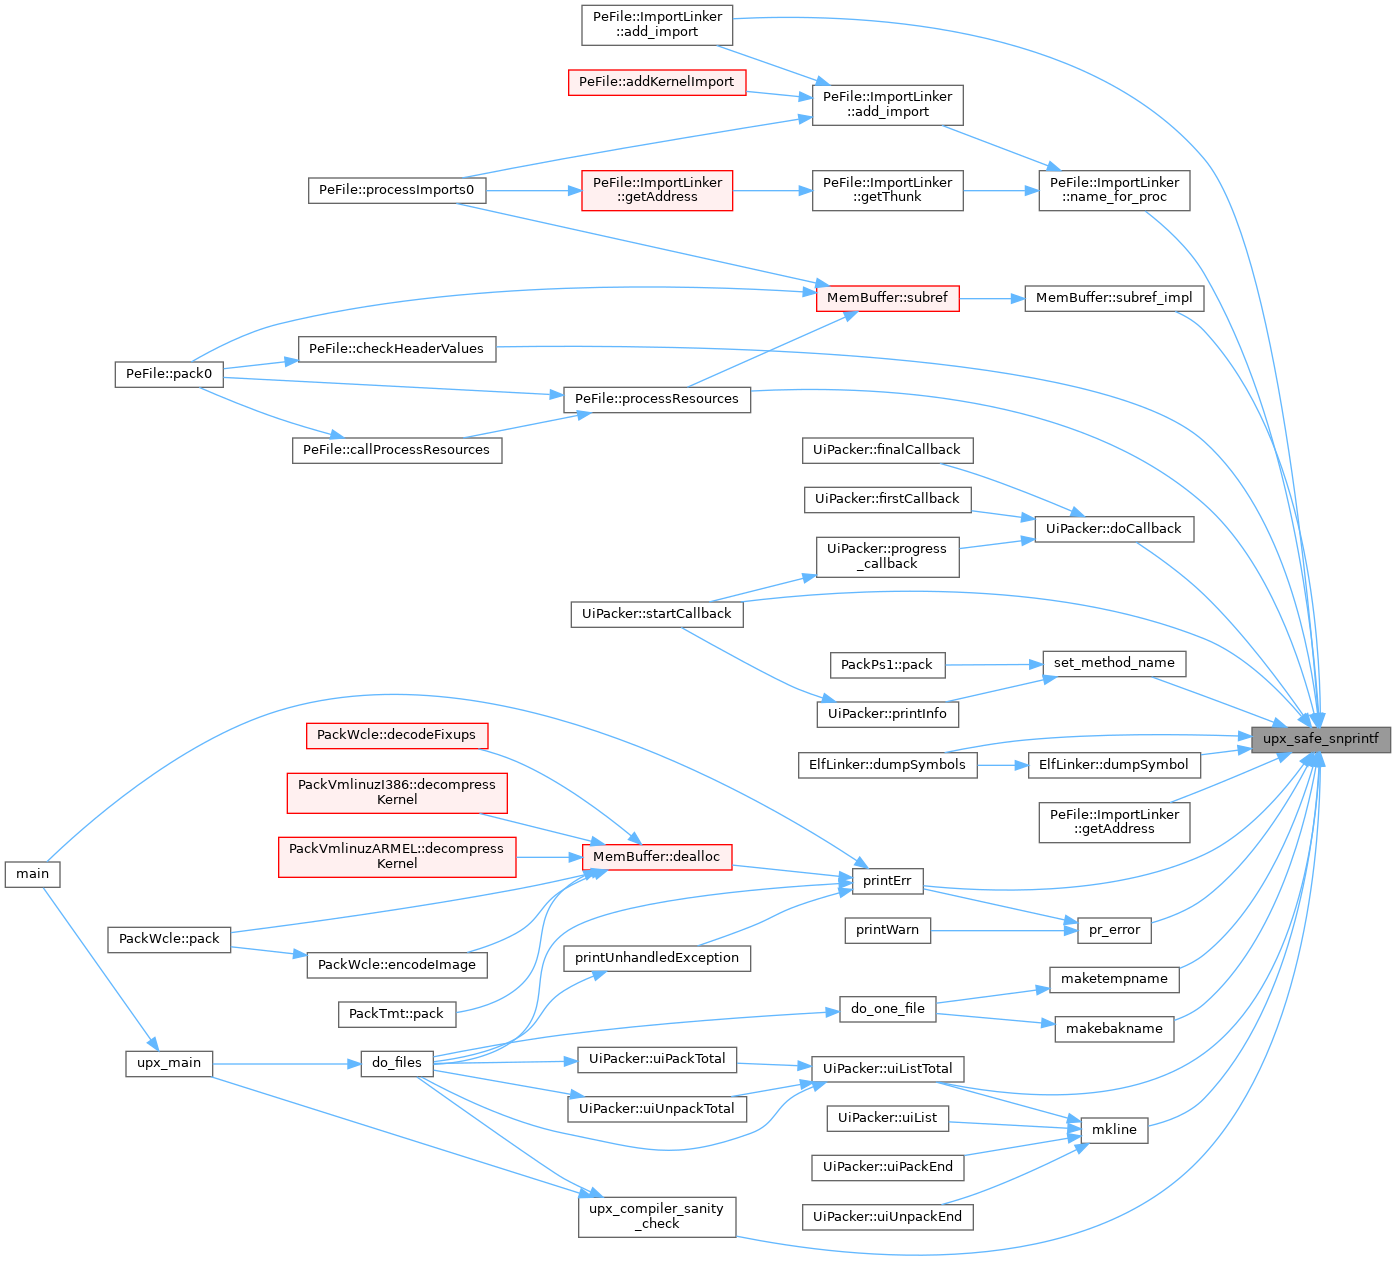 PeFile::ImportLinker
::add_import
PeFile::addKernelImport
PeFile::ImportLinker
::add_import
PeFile::processImports0
PeFile::ImportLinker
::getAddress
PeFile::ImportLinker
::getThunk
PeFile::ImportLinker
::name_for_proc
MemBuffer::subref
MemBuffer::subref_impl
PeFile::checkHeaderValues
PeFile::pack0
PeFile::processResources
PeFile::callProcessResources
UiPacker::finalCallback
UiPacker::firstCallback
UiPacker::doCallback
UiPacker::progress
_callback
UiPacker::startCallback
PackPs1::pack
set_method_name
UiPacker::printInfo
upx_safe_snprintf
PackWcle::decodeFixups
ElfLinker::dumpSymbols
ElfLinker::dumpSymbol
PackVmlinuzI386::decompress
Kernel
PeFile::ImportLinker
::getAddress
PackVmlinuzARMEL::decompress
Kernel
MemBuffer::dealloc
main
printErr
PackWcle::pack
printWarn
pr_error
PackWcle::encodeImage
printUnhandledException
maketempname
PackTmt::pack
do_one_file
makebakname
upx_main
do_files
UiPacker::uiPackTotal
UiPacker::uiListTotal
UiPacker::uiUnpackTotal
UiPacker::uiList
mkline
UiPacker::uiPackEnd
upx_compiler_sanity
_check
UiPacker::uiUnpackEnd